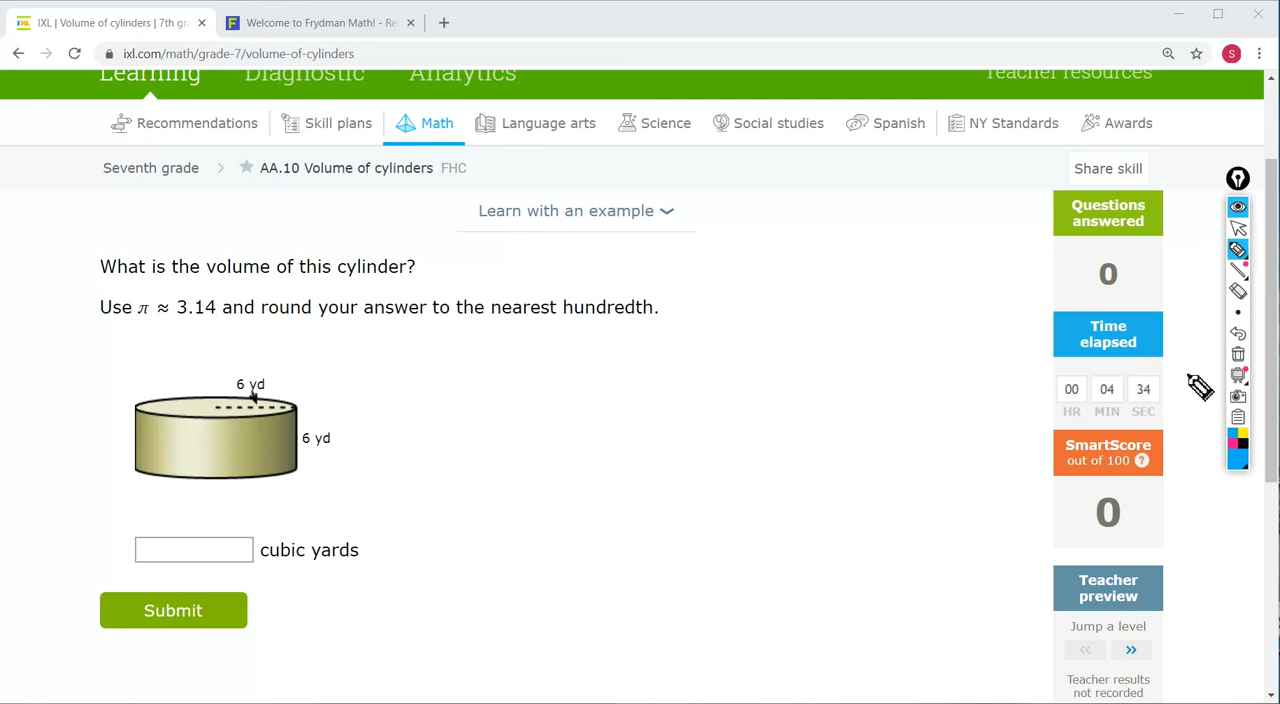 IXL | Volume of cylinders | 7th gr
Welcome to Frydman Math! - Re
ixl.com/math/grade-7/volume-of-cylinders
S
Learning Diagnostic Analytics Teacher resources
Recommendations Skill plans Math Language arts Science Social studies Spanish NY Standards Awards
Seventh grade AA.10 Volume of cylinders FHC
Share skill
Learn with an example
What is the volume of this cylinder?
Use π ≈ 3.14 and round your answer to the nearest hundredth.
6 yd
6 yd
cubic yards
Submit
Questions
answered
0
Time
elapsed
00 04 34
HR MIN SEC
SmartScore
out of 100 ?
0
Teacher
preview
Jump a level
<< >>
Teacher results
not recorded